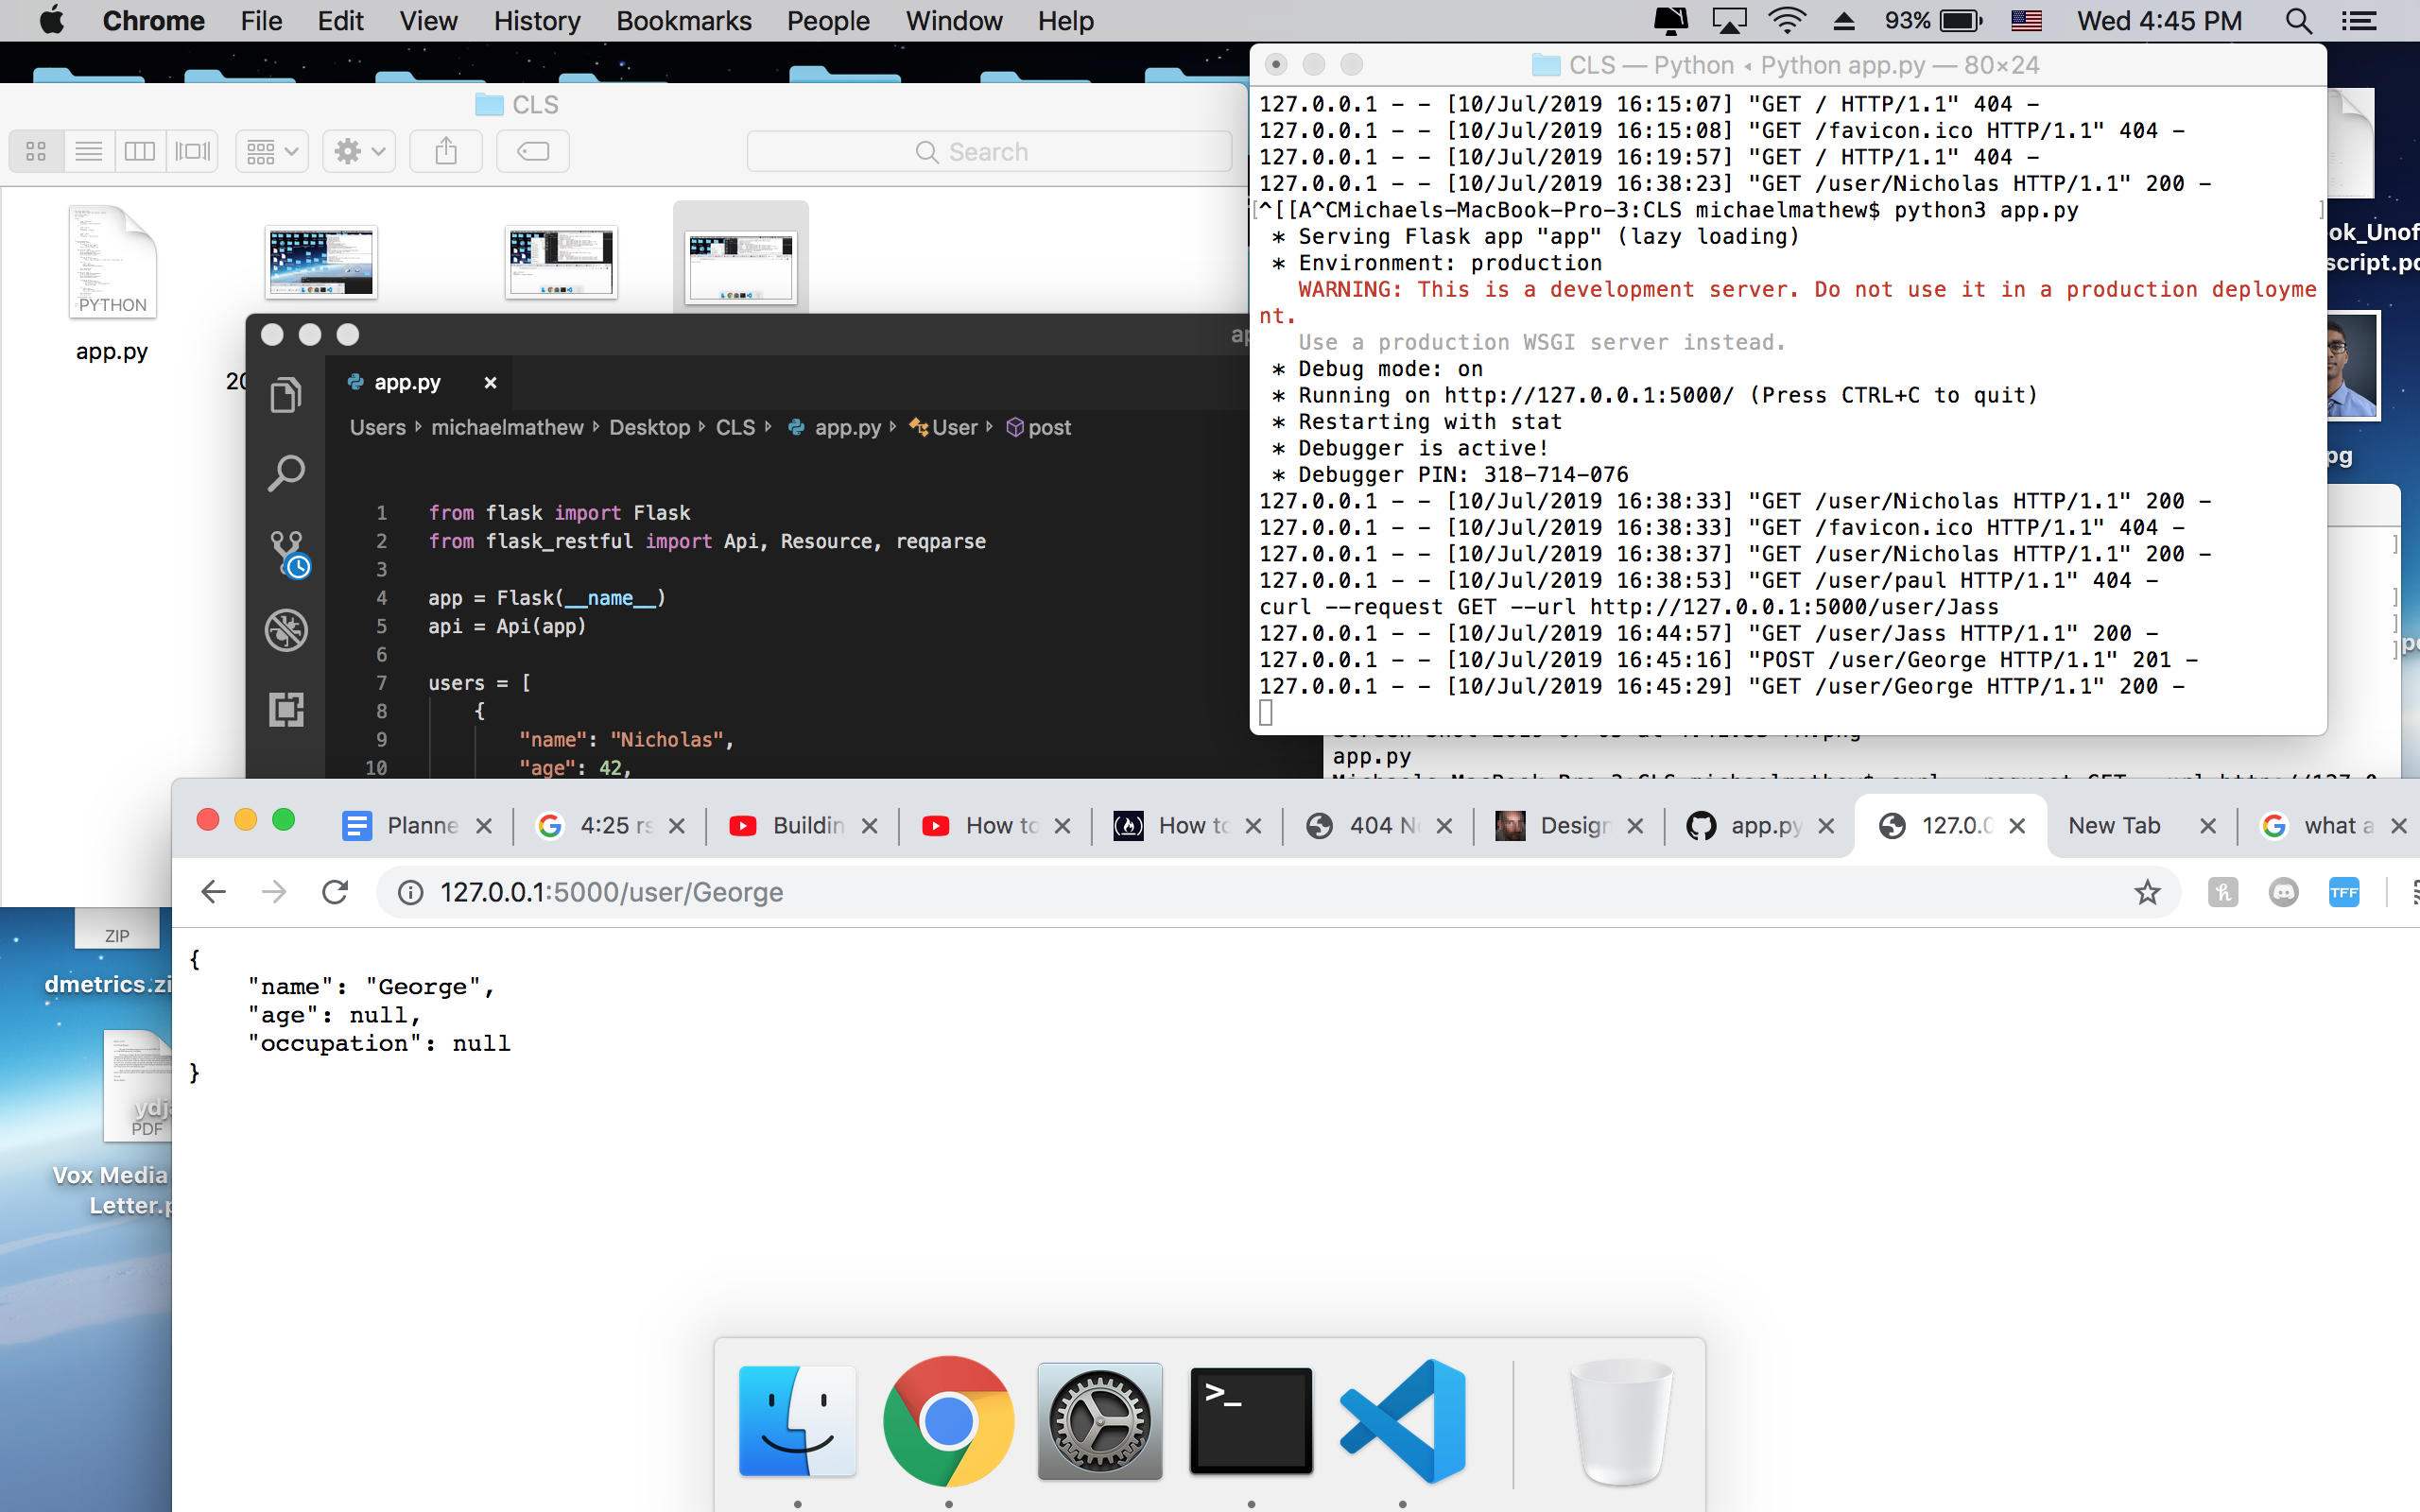 Chrome File Edit View History Bookmarks People Window Help 93% Wed 4:45 PM
CLS
Search
PYTHON
app.py
20
CLS — Python ◂ Python app.py — 80×24
127.0.0.1 - - [10/Jul/2019 16:15:07] "GET / HTTP/1.1" 404 -
127.0.0.1 - - [10/Jul/2019 16:15:08] "GET /favicon.ico HTTP/1.1" 404 -
127.0.0.1 - - [10/Jul/2019 16:19:57] "GET / HTTP/1.1" 404 -
127.0.0.1 - - [10/Jul/2019 16:38:23] "GET /user/Nicholas HTTP/1.1" 200 -
[^[[A^CMichaels-MacBook-Pro-3:CLS michaelmathew$ python3 app.py ]
* Serving Flask app "app" (lazy loading)
* Environment: production
WARNING: This is a development server. Do not use it in a production deployme
nt.
Use a production WSGI server instead.
* Debug mode: on
* Running on http://127.0.0.1:5000/ (Press CTRL+C to quit)
* Restarting with stat
* Debugger is active!
* Debugger PIN: 318-714-076
127.0.0.1 - - [10/Jul/2019 16:38:33] "GET /user/Nicholas HTTP/1.1" 200 -
127.0.0.1 - - [10/Jul/2019 16:38:33] "GET /favicon.ico HTTP/1.1" 404 -
127.0.0.1 - - [10/Jul/2019 16:38:37] "GET /user/Nicholas HTTP/1.1" 200 -
127.0.0.1 - - [10/Jul/2019 16:38:53] "GET /user/paul HTTP/1.1" 404 -
curl --request GET --url http://127.0.0.1:5000/user/Jass
127.0.0.1 - - [10/Jul/2019 16:44:57] "GET /user/Jass HTTP/1.1" 200 -
127.0.0.1 - - [10/Jul/2019 16:45:16] "POST /user/George HTTP/1.1" 201 -
127.0.0.1 - - [10/Jul/2019 16:45:29] "GET /user/George HTTP/1.1" 200 -
app.py
ok_Unof
script.pd
pg
app.py ×
Users michaelmathew Desktop CLS app.py User post
1 from flask import Flask
2 from flask_restful import Api, Resource, reqparse
3
4 app = Flask(__name__)
5 api = Api(app)
6
7 users = [
8 {
9 "name": "Nicholas",
10 "age": 42,
Planne 4:25 rs Buildin How to How to 404 N Design app.py 127.0.0 New Tab what a
127.0.0.1:5000/user/George
TFF
{
"name": "George",
"age": null,
"occupation": null
}
ZIP
dmetrics.zi
ydj
PDF
Vox Media
Letter.p
>_